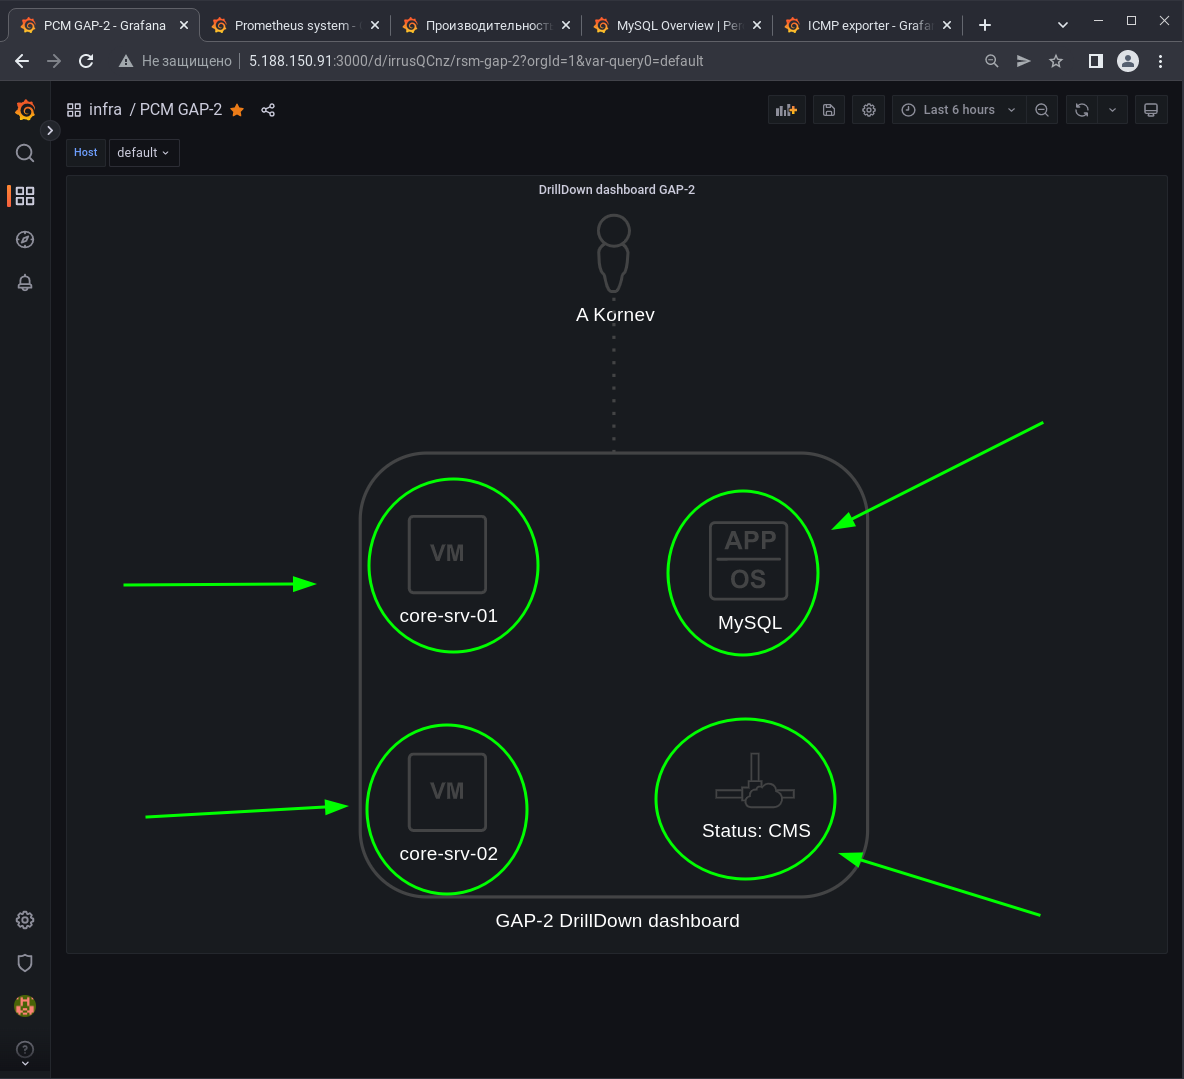 PCM GAP-2 - Grafana
Prometheus system -
Производительность
MySQL Overview | Per
ICMP exporter - Grafa
Не защищено
5.188.150.91:3000/d/irrusQCnz/rsm-gap-2?orgId=1&var-query0=default
infra / PCM GAP-2
Last 6 hours
Host
default
DrillDown dashboard GAP-2
A Kornev
VM
core-srv-01
APP
OS
MySQL
VM
core-srv-02
Status: CMS
GAP-2 DrillDown dashboard